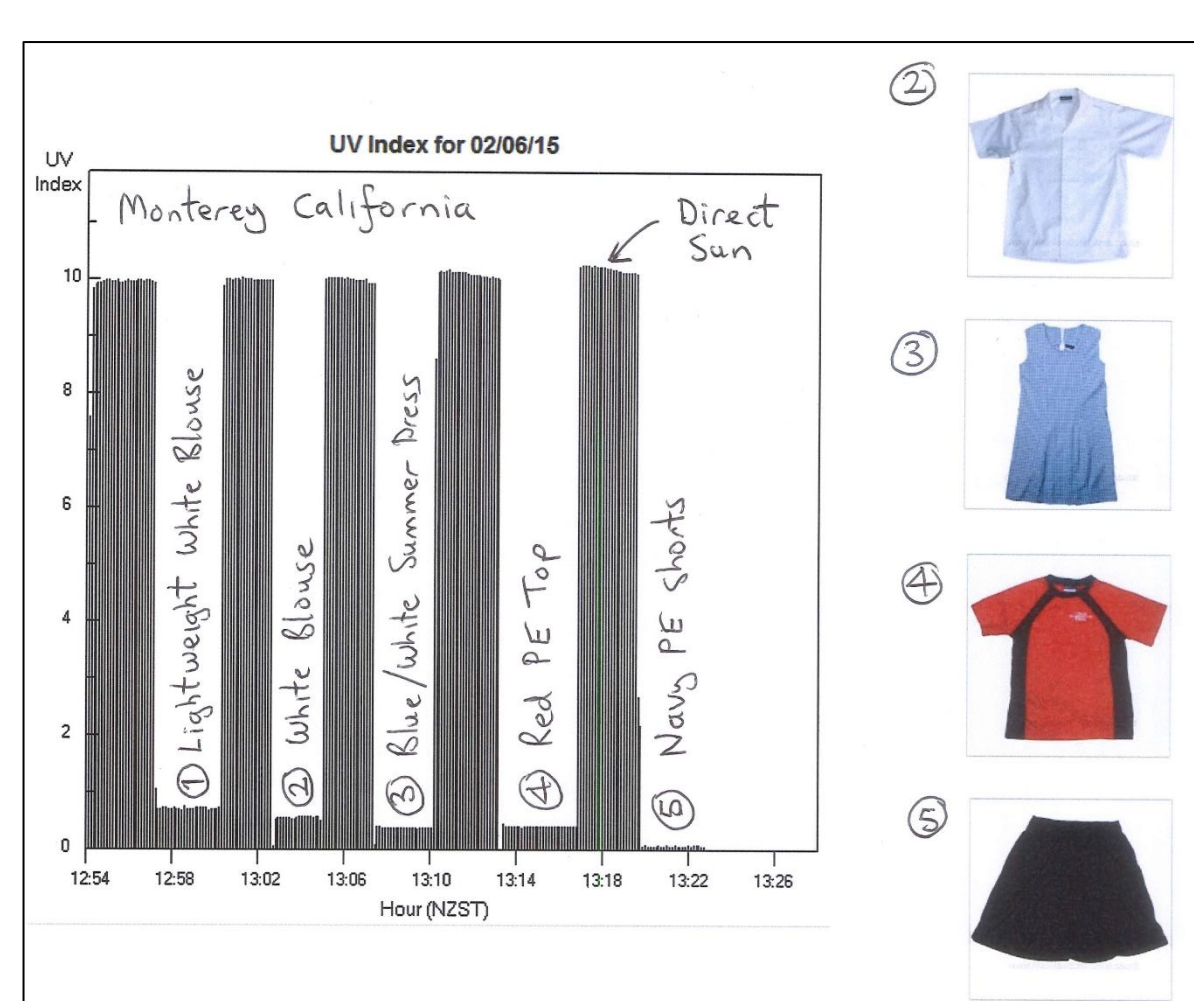 UV Index for 02/06/15
UV
Index
Monterey California
Direct
Sun
10
8
6
4
2
0
① Lightweight White Blouse
② White Blouse
③ Blue/White Summer Dress
④ Red PE Top
⑤ Navy PE Shorts
12:54 12:58 13:02 13:06 13:10 13:14 13:18 13:22 13:26
Hour (NZST)
②
③
④
⑤